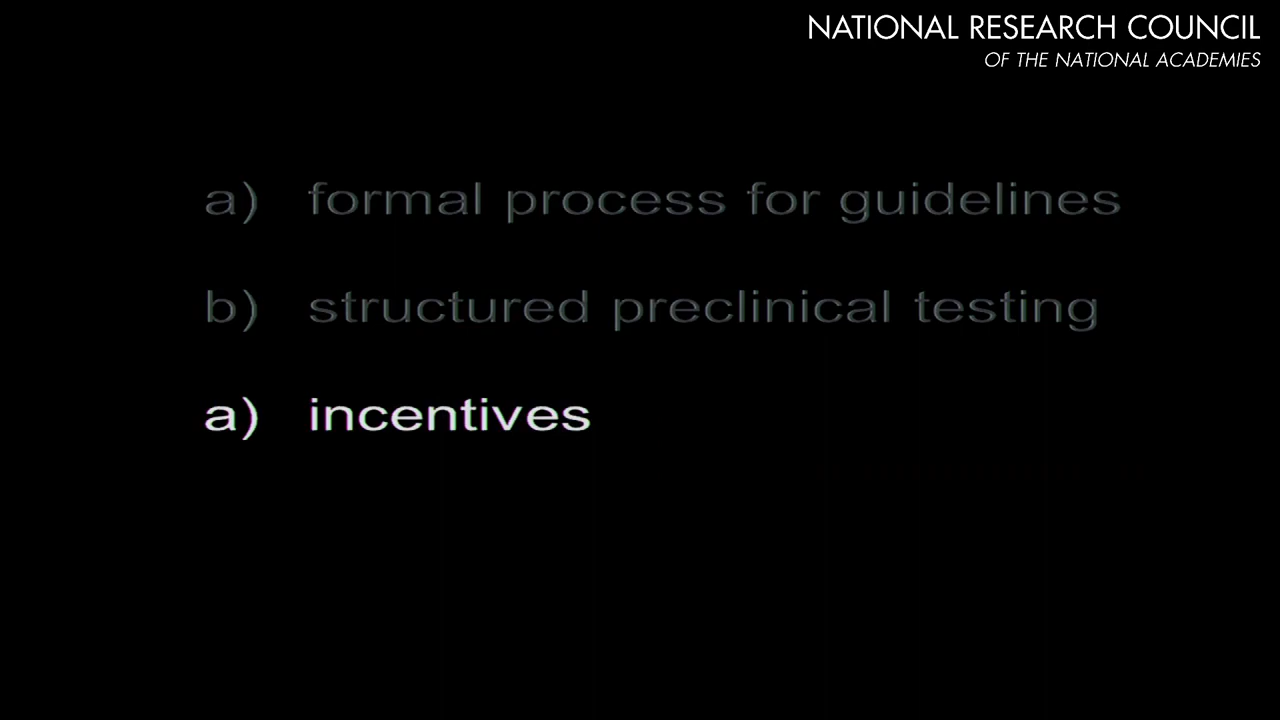 NATIONAL RESEARCH COUNCIL
OF THE NATIONAL ACADEMIES
a) formal process for guidelines
b) structured preclinical testing
a) incentives